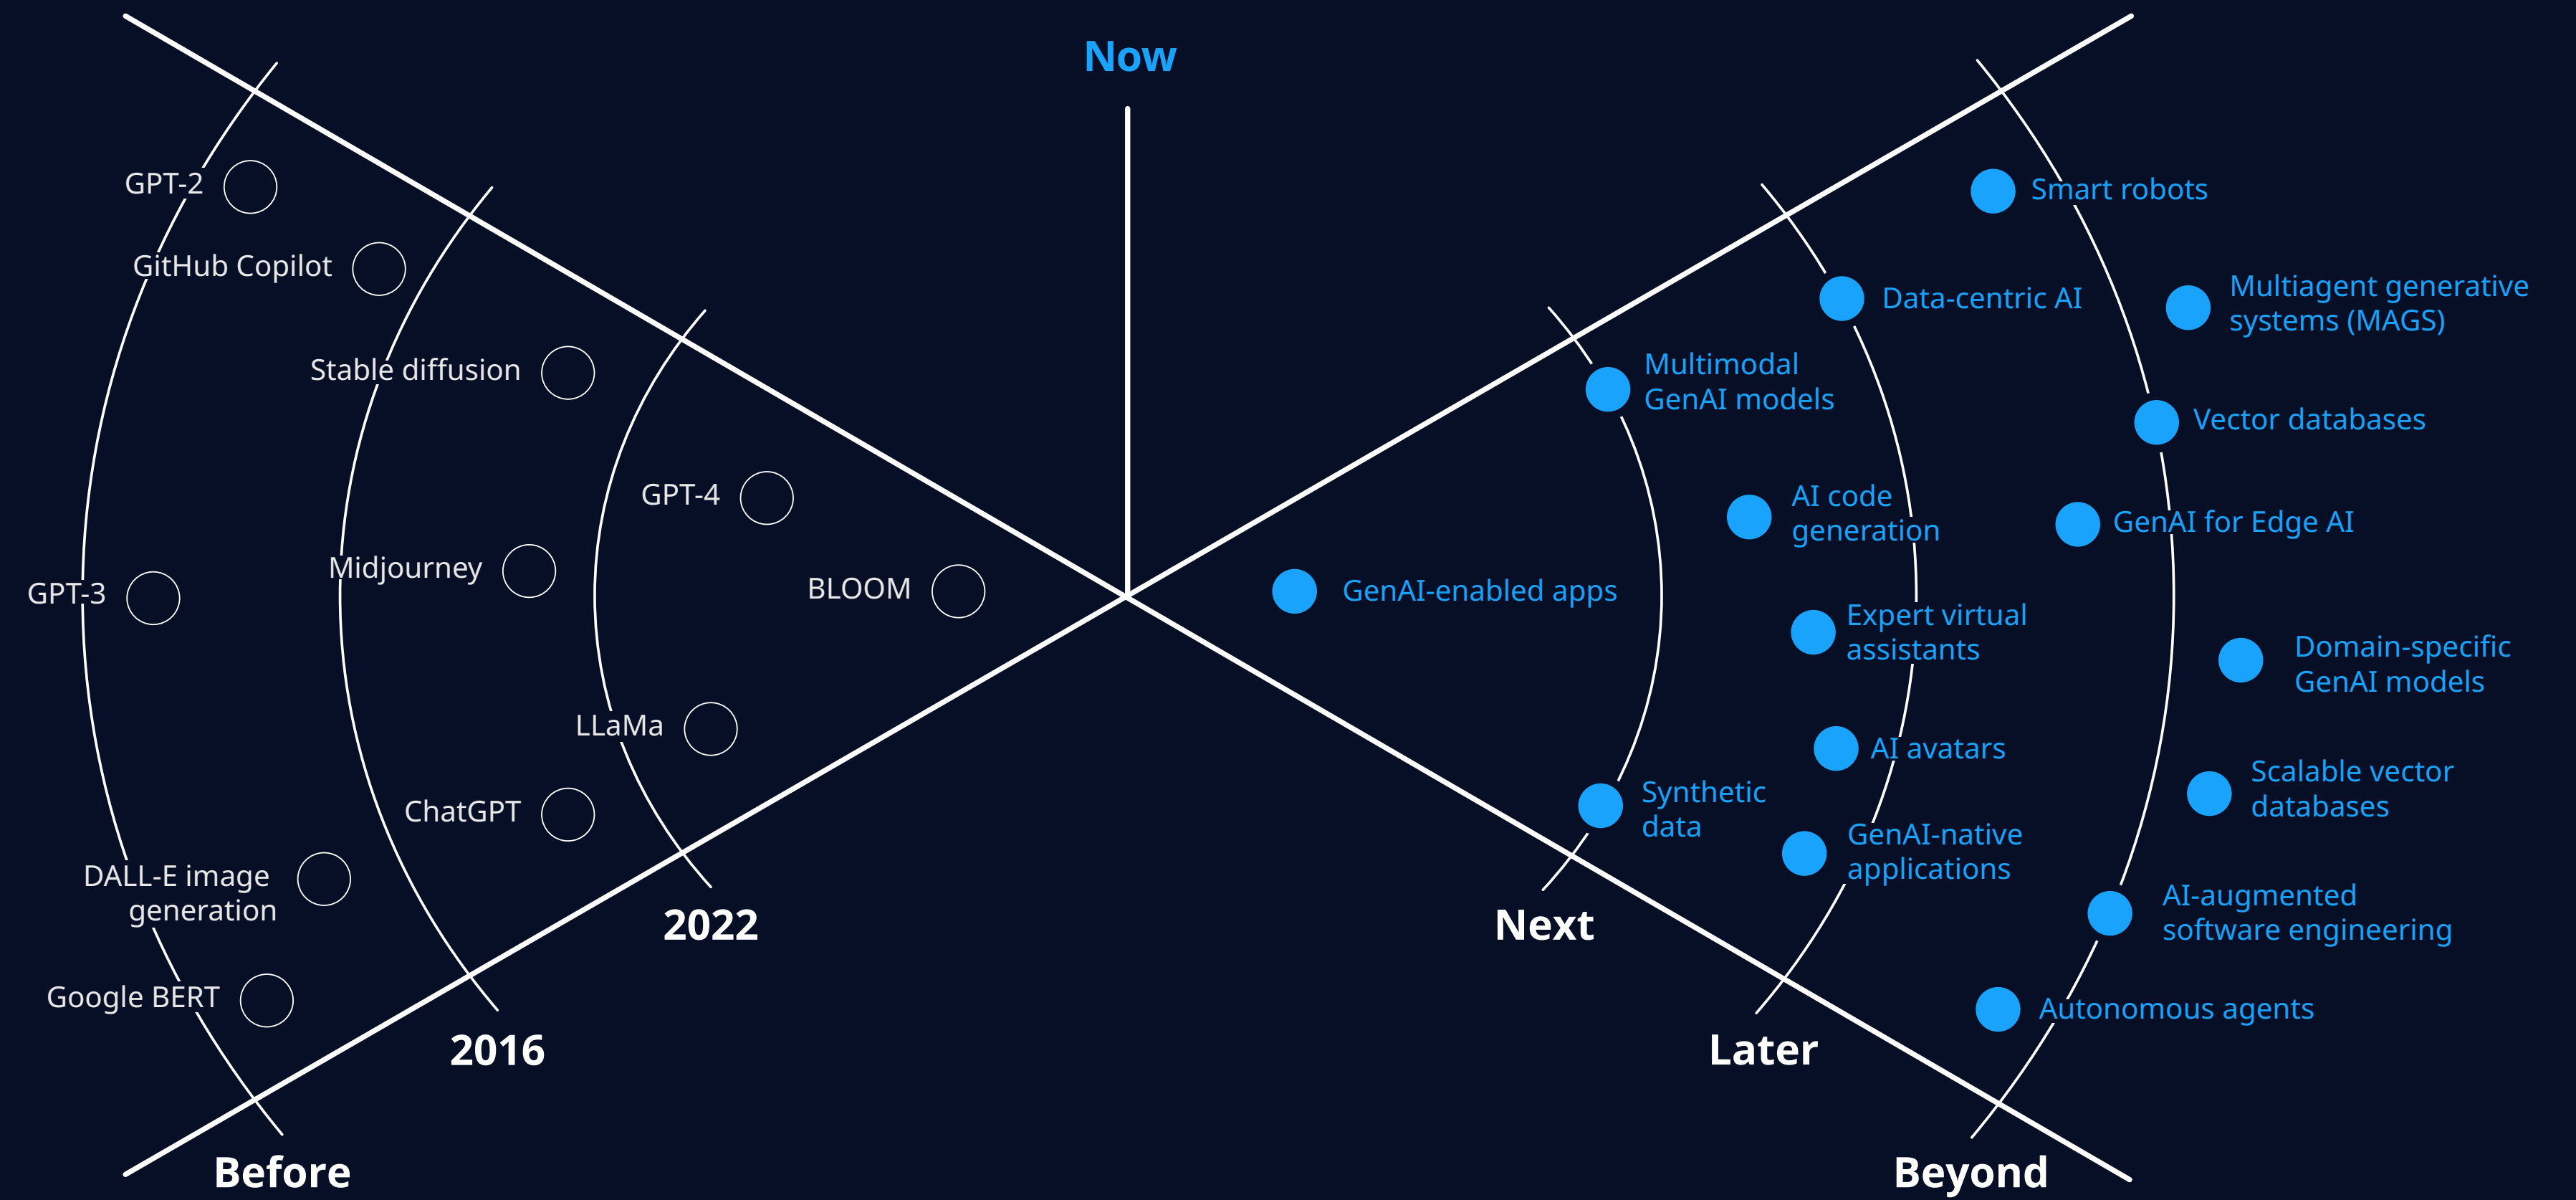 Now
GPT-2
GitHub Copilot
Stable diffusion
GPT-4
Midjourney
BLOOM
GPT-3
LLaMa
ChatGPT
DALL-E image
generation
Google BERT
2022
2016
Before
Smart robots
Multiagent generative
systems (MAGS)
Data-centric AI
Multimodal
GenAI models
Vector databases
AI code
generation
GenAI for Edge AI
GenAI-enabled apps
Expert virtual
assistants
Domain-specific
GenAI models
AI avatars
Scalable vector
databases
Synthetic
data
GenAI-native
applications
AI-augmented
software engineering
Autonomous agents
Next
Later
Beyond